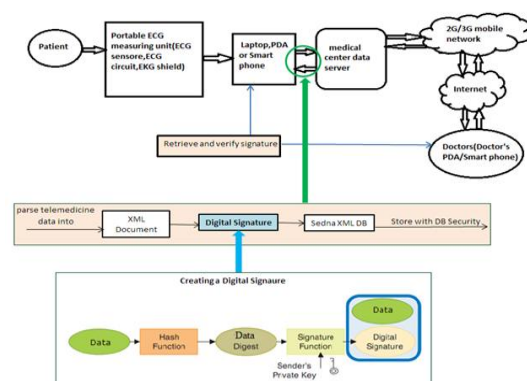 Patient
Portable ECG
measuring unit(ECG
sensore,ECG
circuit,EKG shield)
Laptop,PDA
or Smart
phone
medical
center data
server
2G/3G mobile
network
Internet
Doctors(Doctor's
PDA/Smart phone)
Retrieve and verify signature
parse telemedicine
data into
XML
Document
Digital Signature
Sedna XML DB
Store with DB Security
Creating a Digital Signaure
Data
Hash
Function
Data
Digest
Signature
Function
Sender's
Private Key
Data
Digital
Signature